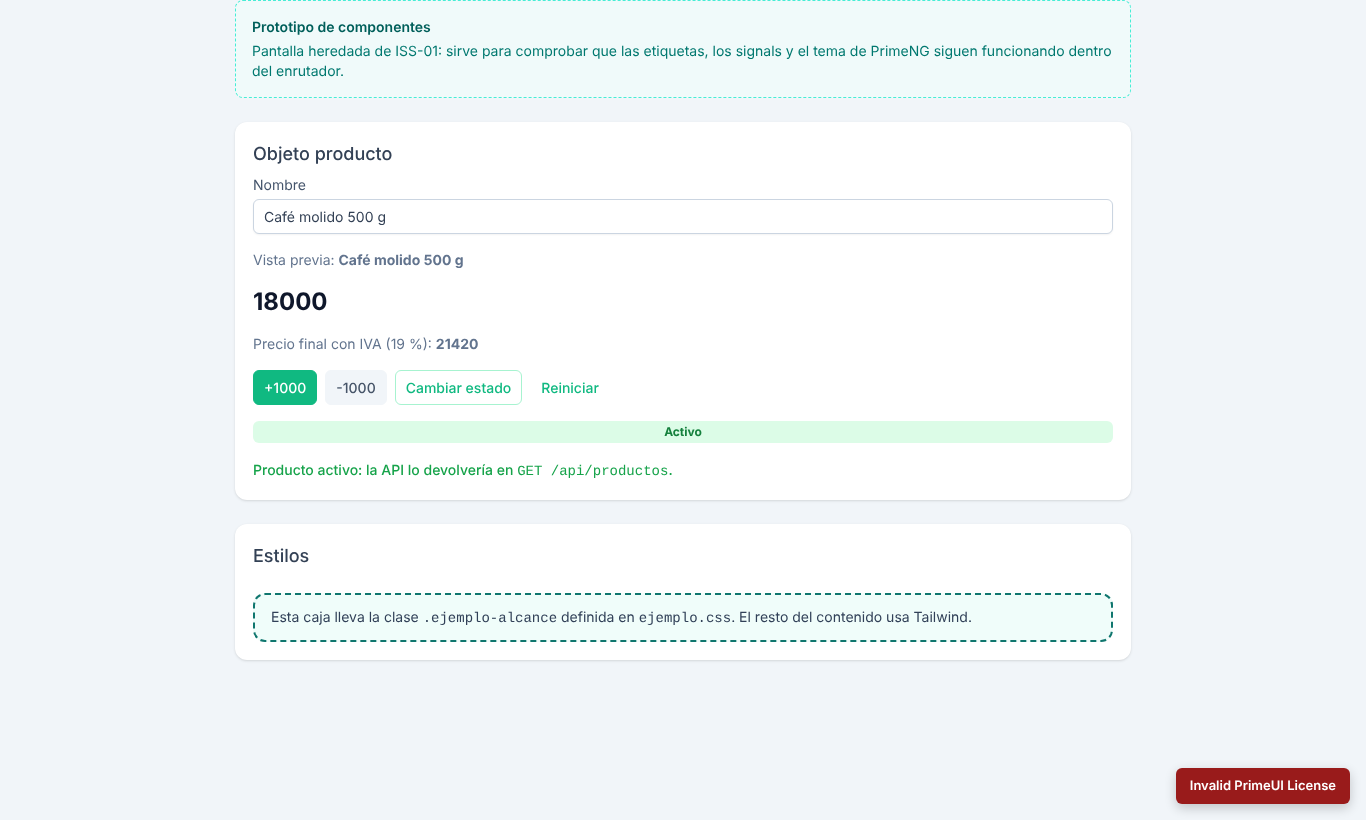 Prototipo de componentes
Pantalla heredada de ISS-01: sirve para comprobar que las etiquetas, los signals y el tema de PrimeNG siguen funcionando dentro
del enrutador.
Objeto producto
Nombre
Café molido 500 g
Vista previa: Café molido 500 g
18000
Precio final con IVA (19 %): 21420
+1000 -1000 Cambiar estado Reiniciar
Activo
Producto activo: la API lo devolvería en GET /api/productos.
Estilos
Esta caja lleva la clase .ejemplo-alcance definida en ejemplo.css. El resto del contenido usa Tailwind.
Invalid PrimeUI License